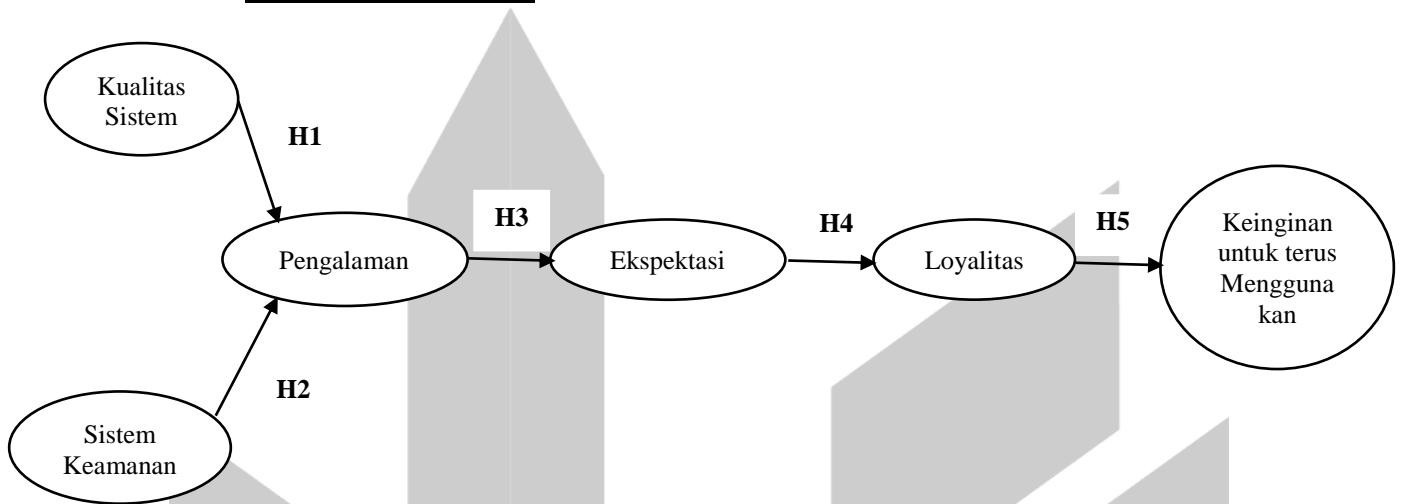 Kualitas
Sistem
H1
Pengalaman
H2
Sistem
Keamanan
H3
Ekspektasi
H4
Loyalitas
H5
Keinginan
untuk terus
Mengguna
kan